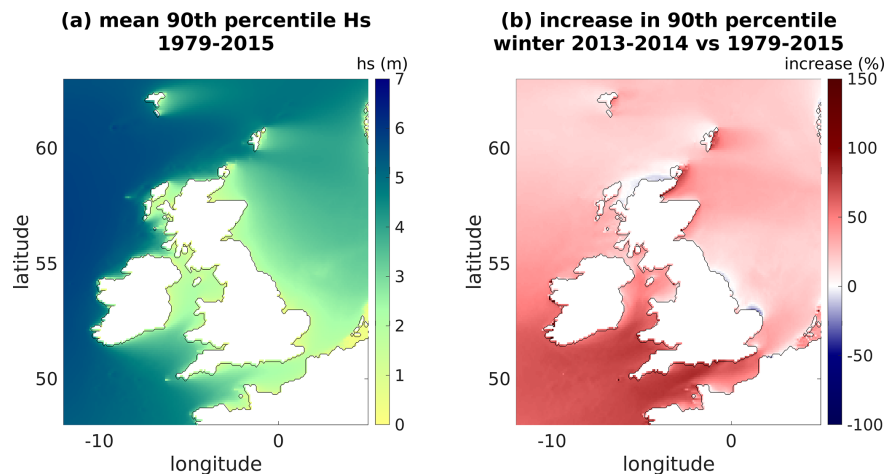 (a) mean 90th percentile Hs
1979-2015
hs (m)
7
6
5
4
3
2
1
0
60
55
50
latitude
-10
0
longitude
(b) increase in 90th percentile
winter 2013-2014 vs 1979-2015
increase (%)
150
100
50
0
-50
-100
60
55
50
latitude
-10
0
longitude